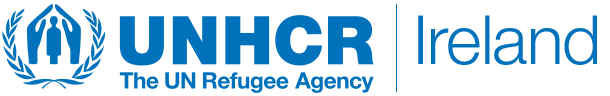 UNHCR
The UN Refugee Agency
Ireland